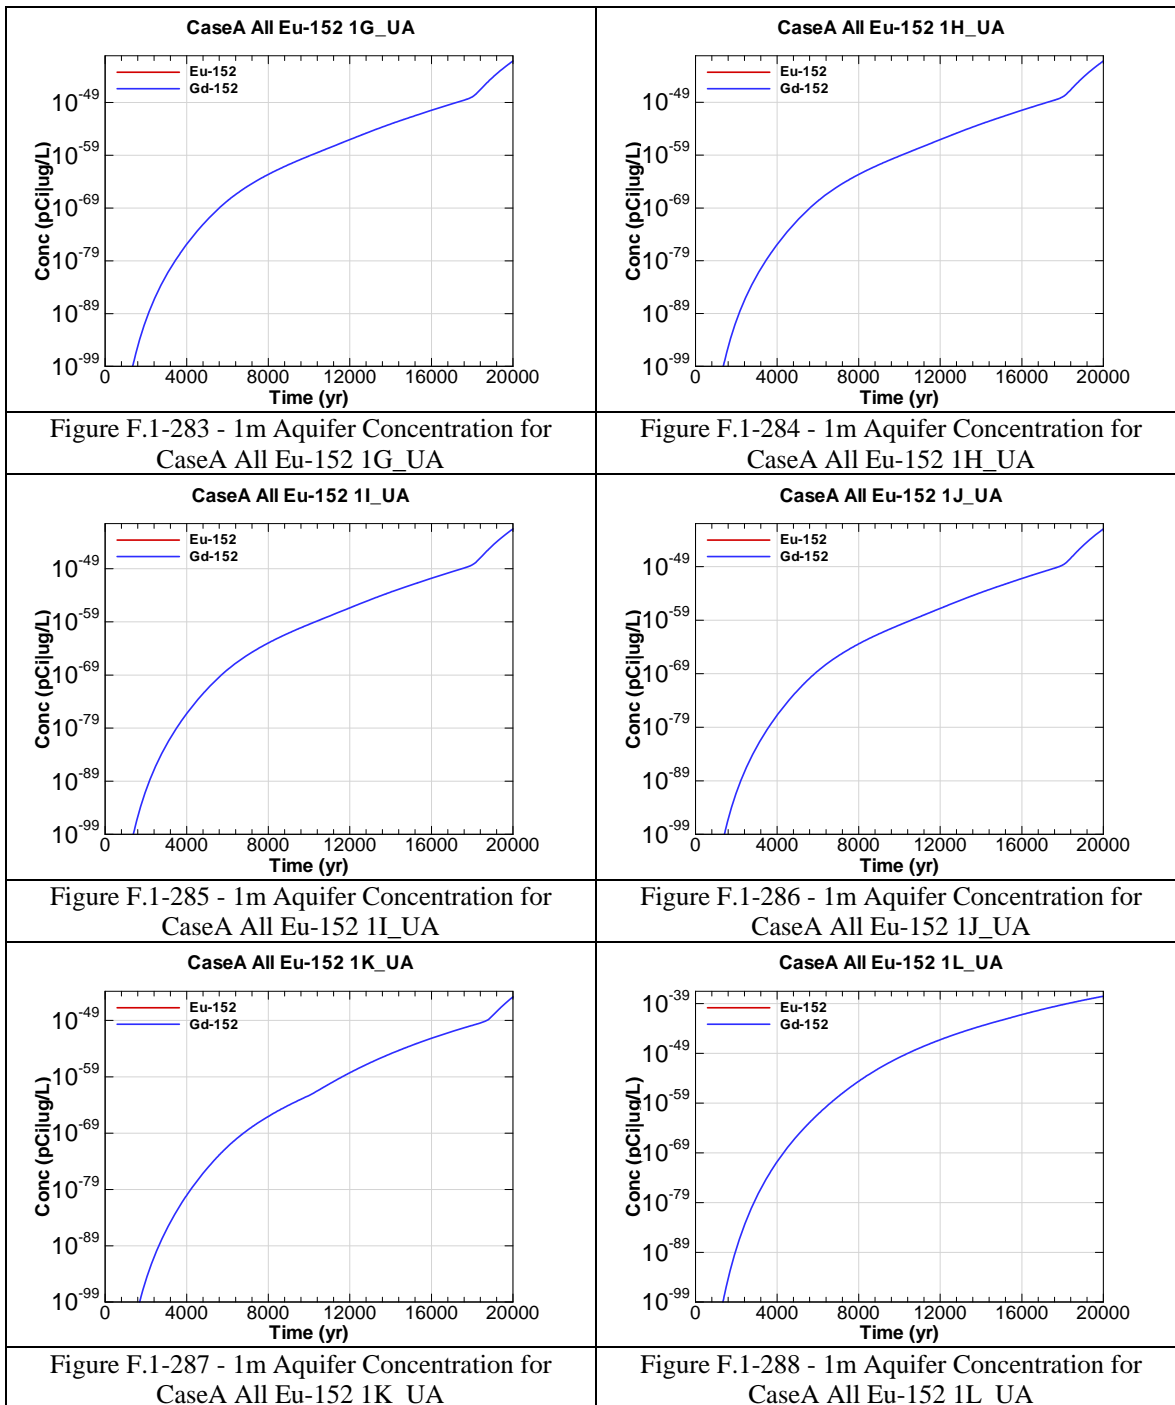 CaseA All Eu-152 1G_UA
Eu-152
Gd-152
10-49
10-59
10-69
10-79
10-89
10-99
Conc (pCi|ug/L)
0 4000 8000 12000 16000 20000
Time (yr)
Figure F.1-283 - 1m Aquifer Concentration for
CaseA All Eu-152 1G_UA
CaseA All Eu-152 1H_UA
Eu-152
Gd-152
10-49
10-59
10-69
10-79
10-89
10-99
Conc (pCi|ug/L)
0 4000 8000 12000 16000 20000
Time (yr)
Figure F.1-284 - 1m Aquifer Concentration for
CaseA All Eu-152 1H_UA
CaseA All Eu-152 1I_UA
Eu-152
Gd-152
10-49
10-59
10-69
10-79
10-89
10-99
Conc (pCi|ug/L)
0 4000 8000 12000 16000 20000
Time (yr)
Figure F.1-285 - 1m Aquifer Concentration for
CaseA All Eu-152 1I_UA
CaseA All Eu-152 1J_UA
Eu-152
Gd-152
10-49
10-59
10-69
10-79
10-89
10-99
Conc (pCi|ug/L)
0 4000 8000 12000 16000 20000
Time (yr)
Figure F.1-286 - 1m Aquifer Concentration for
CaseA All Eu-152 1J_UA
CaseA All Eu-152 1K_UA
Eu-152
Gd-152
10-49
10-59
10-69
10-79
10-89
10-99
Conc (pCi|ug/L)
0 4000 8000 12000 16000 20000
Time (yr)
Figure F.1-287 - 1m Aquifer Concentration for
CaseA All Eu-152 1K_UA
CaseA All Eu-152 1L_UA
Eu-152
Gd-152
10-39
10-49
10-59
10-69
10-79
10-89
10-99
Conc (pCi|ug/L)
0 4000 8000 12000 16000 20000
Time (yr)
Figure F.1-288 - 1m Aquifer Concentration for
CaseA All Eu-152 1L_UA